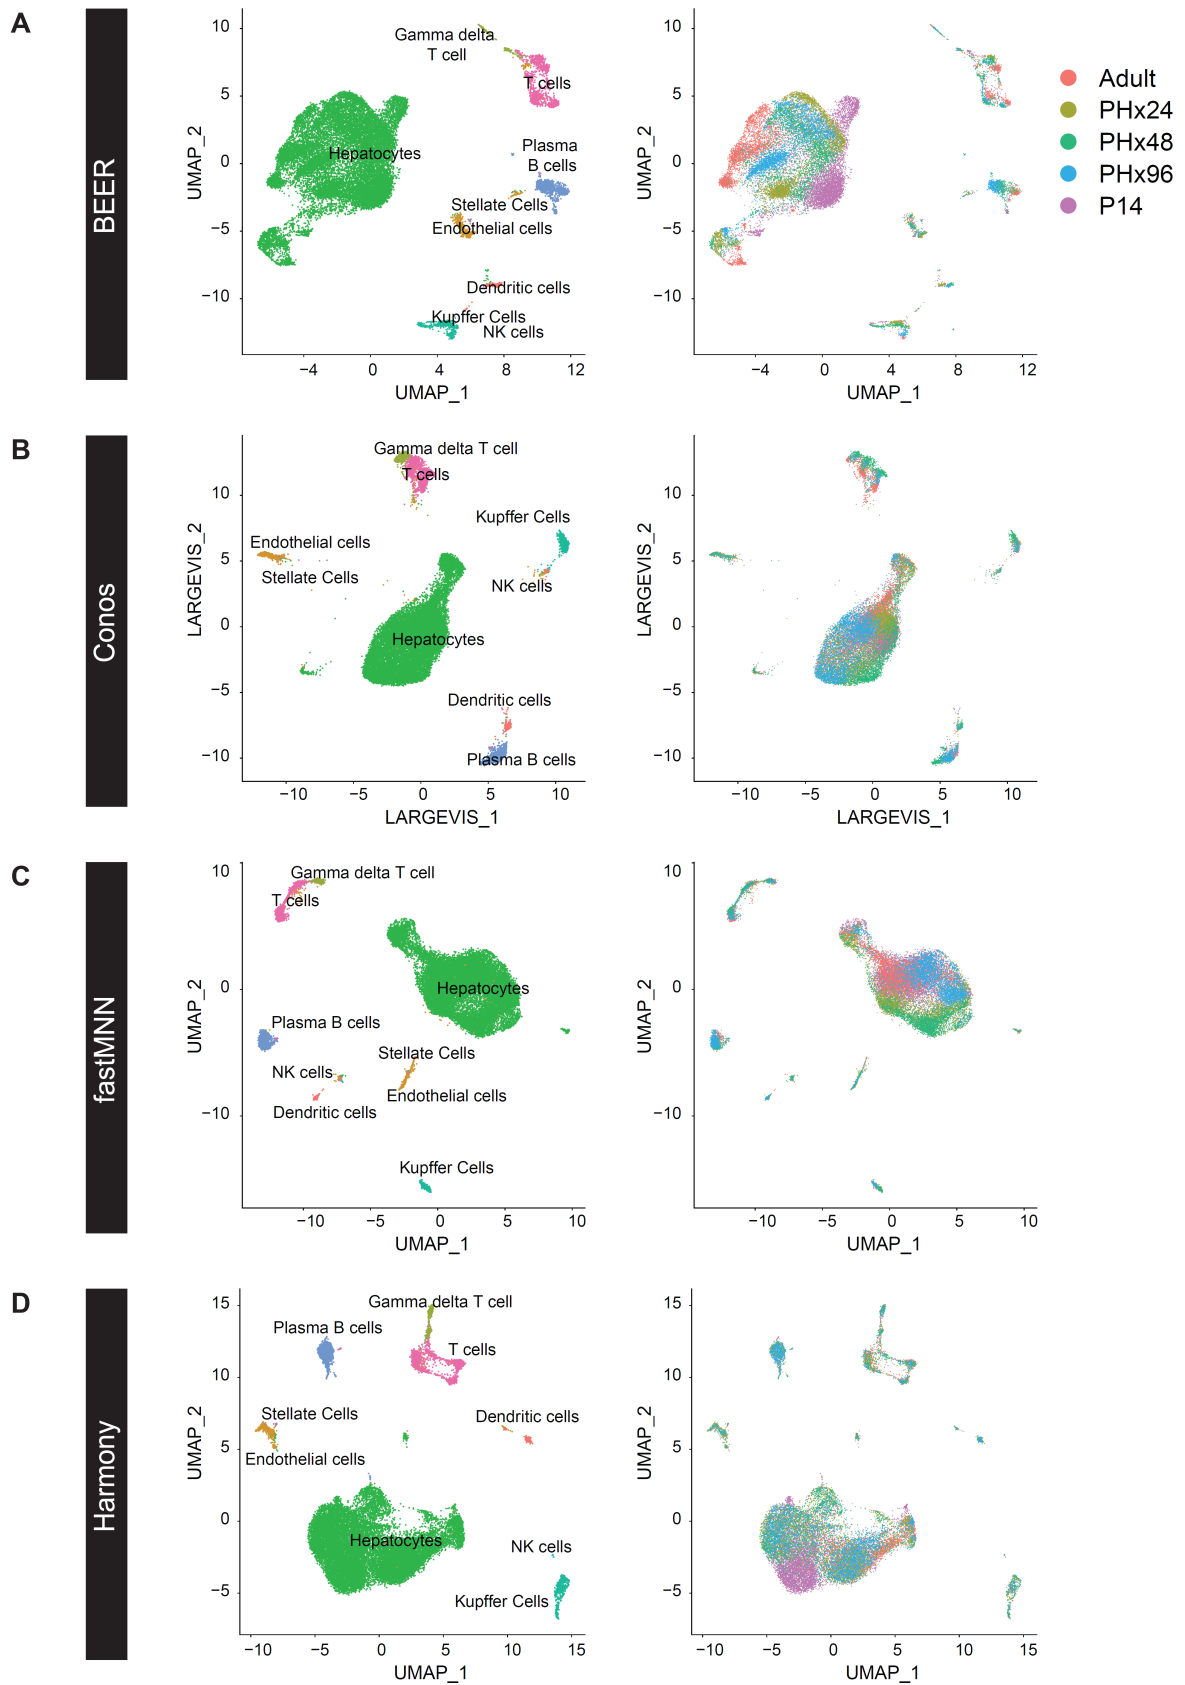 A
BEER
10
5
0
−5
−10
UMAP_2
−4
0
4
8
12
UMAP_1
Gamma delta
T cell
T cells
Hepatocytes
Plasma
B cells
Stellate Cells
Endothelial cells
Dendritic cells
Kupffer Cells
NK cells
10
5
0
−5
−10
UMAP_2
−4
0
4
8
12
UMAP_1
Adult
PHx24
PHx48
PHx96
P14
B
Conos
10
5
0
−5
−10
LARGEVIS_2
−10
−5
0
5
10
LARGEVIS_1
Gamma delta T cell
T cells
Kupffer Cells
Endothelial cells
Stellate Cells
NK cells
Hepatocytes
Dendritic cells
Plasma B cells
10
5
0
−5
−10
LARGEVIS_2
−10
−5
0
5
10
LARGEVIS_1
C
fastMNN
10
0
−10
UMAP_2
−10
−5
0
5
10
UMAP_1
Gamma delta T cell
T cells
Hepatocytes
Plasma B cells
Stellate Cells
NK cells
Endothelial cells
Dendritic cells
Kupffer Cells
10
0
−10
UMAP_2
−10
−5
0
5
10
UMAP_1
D
Harmony
15
10
5
0
−5
UMAP_2
−10
−5
0
5
10
15
UMAP_1
Gamma delta T cell
Plasma B cells
T cells
Stellate Cells
Dendritic cells
Endothelial cells
Hepatocytes
NK cells
Kupffer Cells
15
10
5
0
−5
UMAP_2
−10
−5
0
5
10
15
UMAP_1